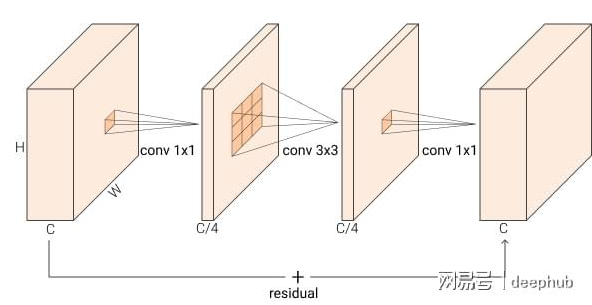 H
conv 1x1
conv 3x3
conv 1x1
W
C
C/4
C/4
C
+
residual
网易号 | deephub